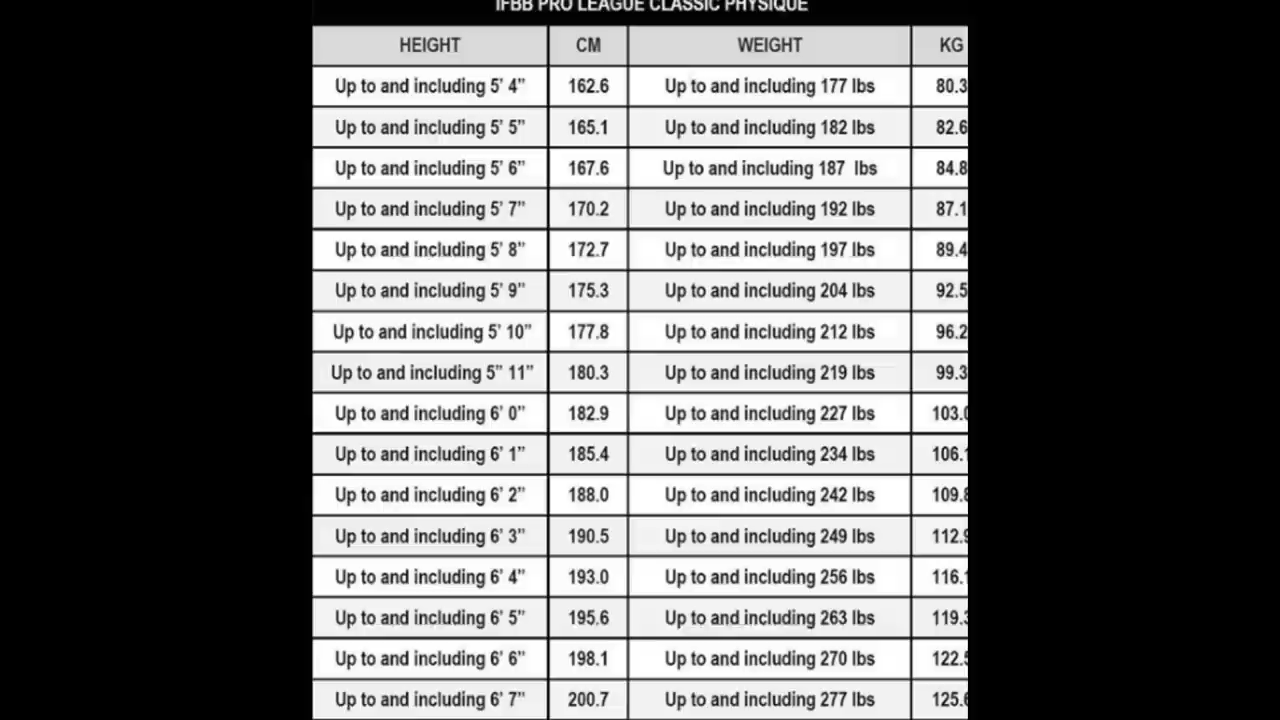 IFBB PRO LEAGUE CLASSIC PHYSIQUE
HEIGHT CM WEIGHT KG
Up to and including 5' 4" 162.6 Up to and including 177 lbs 80.3
Up to and including 5' 5" 165.1 Up to and including 182 lbs 82.6
Up to and including 5' 6" 167.6 Up to and including 187 lbs 84.8
Up to and including 5' 7" 170.2 Up to and including 192 lbs 87.1
Up to and including 5' 8" 172.7 Up to and including 197 lbs 89.4
Up to and including 5' 9" 175.3 Up to and including 204 lbs 92.5
Up to and including 5' 10" 177.8 Up to and including 212 lbs 96.2
Up to and including 5" 11" 180.3 Up to and including 219 lbs 99.3
Up to and including 6' 0" 182.9 Up to and including 227 lbs 103.0
Up to and including 6' 1" 185.4 Up to and including 234 lbs 106.1
Up to and including 6' 2" 188.0 Up to and including 242 lbs 109.8
Up to and including 6' 3" 190.5 Up to and including 249 lbs 112.9
Up to and including 6' 4" 193.0 Up to and including 256 lbs 116.1
Up to and including 6' 5" 195.6 Up to and including 263 lbs 119.3
Up to and including 6' 6" 198.1 Up to and including 270 lbs 122.5
Up to and including 6' 7" 200.7 Up to and including 277 lbs 125.6